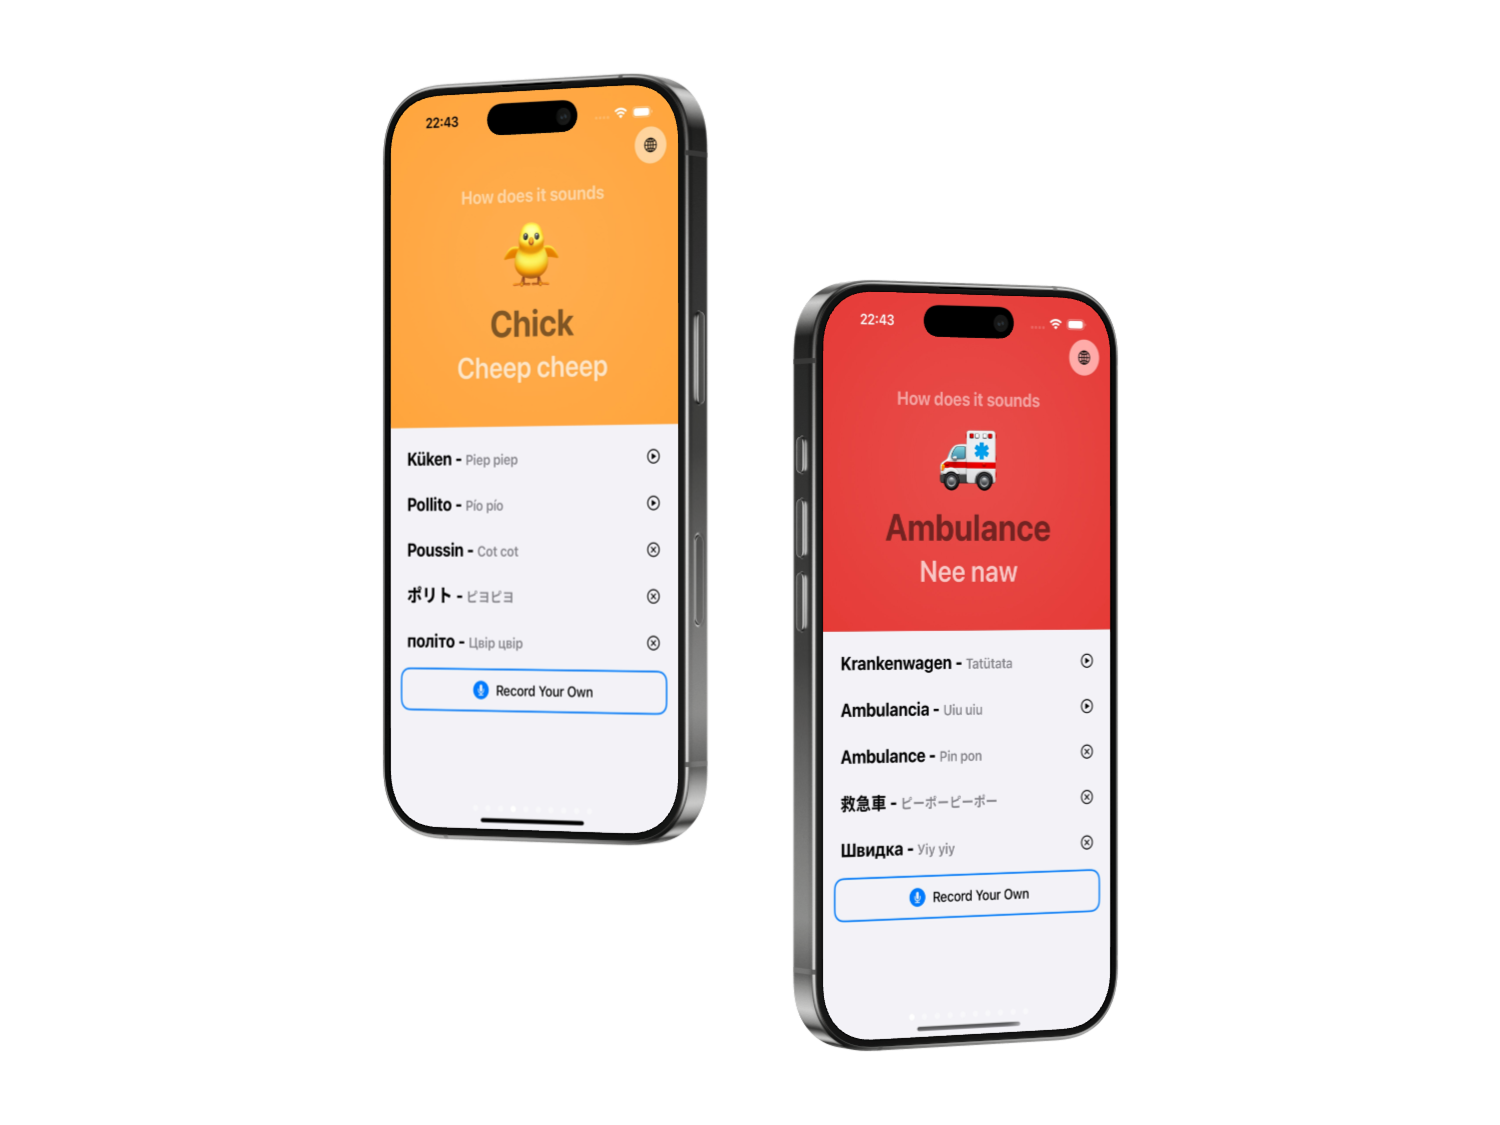 22:43
How does it sounds
Chick
Cheep cheep
Küken - Piep piep
Pollito - Pío pío
Poussin - Cot cot
ポリト - ピヨピヨ
політо - Цвір цвір
Record Your Own
22:43
How does it sounds
Ambulance
Nee naw
Krankenwagen - Tatütata
Ambulancia - Uiu uiu
Ambulance - Pin pon
救急車 - ピーポーピーポー
Швидка - Уіу уіу
Record Your Own